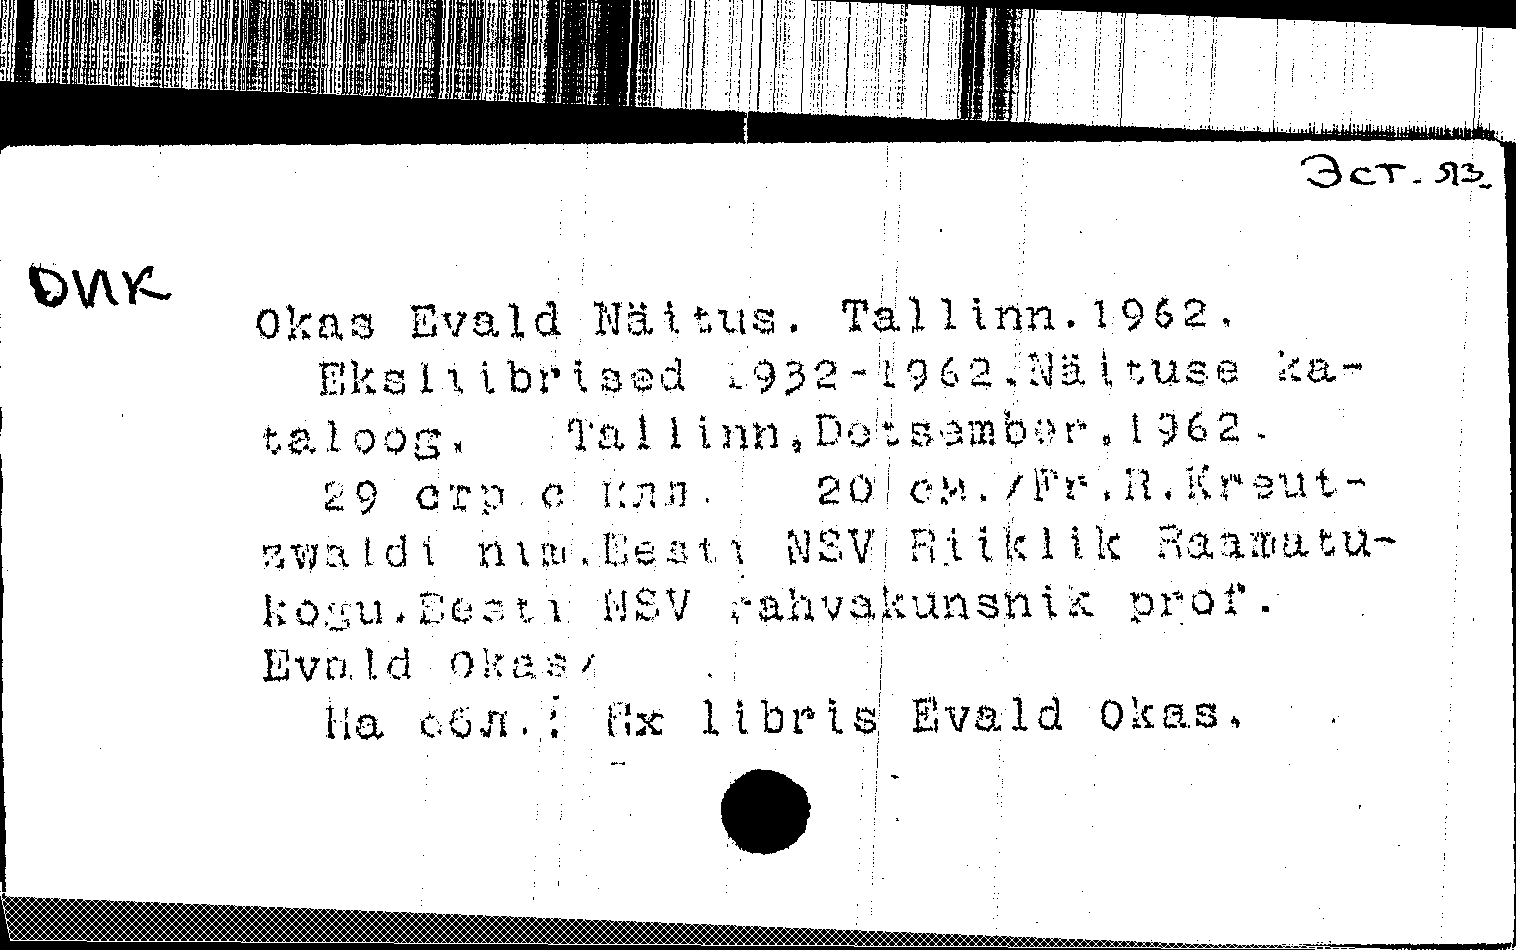 Эст. яз.
ОИК
Okas Evald Näitus. Tallinn.1962.
Eksliibrised 1932-1962.Näituse ka-
taloog. Tallinn,Detsember,1962.
29 стр с илл. 20 см./Fr.R.Kreut-
zwaldi nim.Eesti NSV Riiklik Raamatu-
kogu.Eesti NSV rahvakunsnik prof.
Evald Okas/
На обл.: Ex libris Evald Okas.